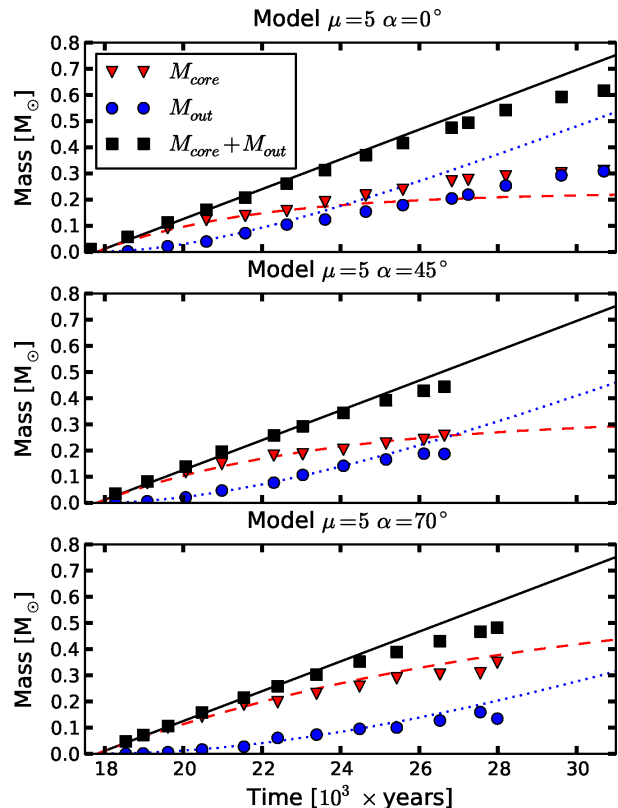 Model μ=5 α=0°
0.8
0.7
0.6
0.5
0.4
0.3
0.2
0.1
0.0
Mass [M☉]
M_core
M_out
M_core + M_out
Model μ=5 α=45°
0.8
0.7
0.6
0.5
0.4
0.3
0.2
0.1
0.0
Mass [M☉]
Model μ=5 α=70°
0.8
0.7
0.6
0.5
0.4
0.3
0.2
0.1
0.0
Mass [M☉]
18 20 22 24 26 28 30
Time [10³ × years]